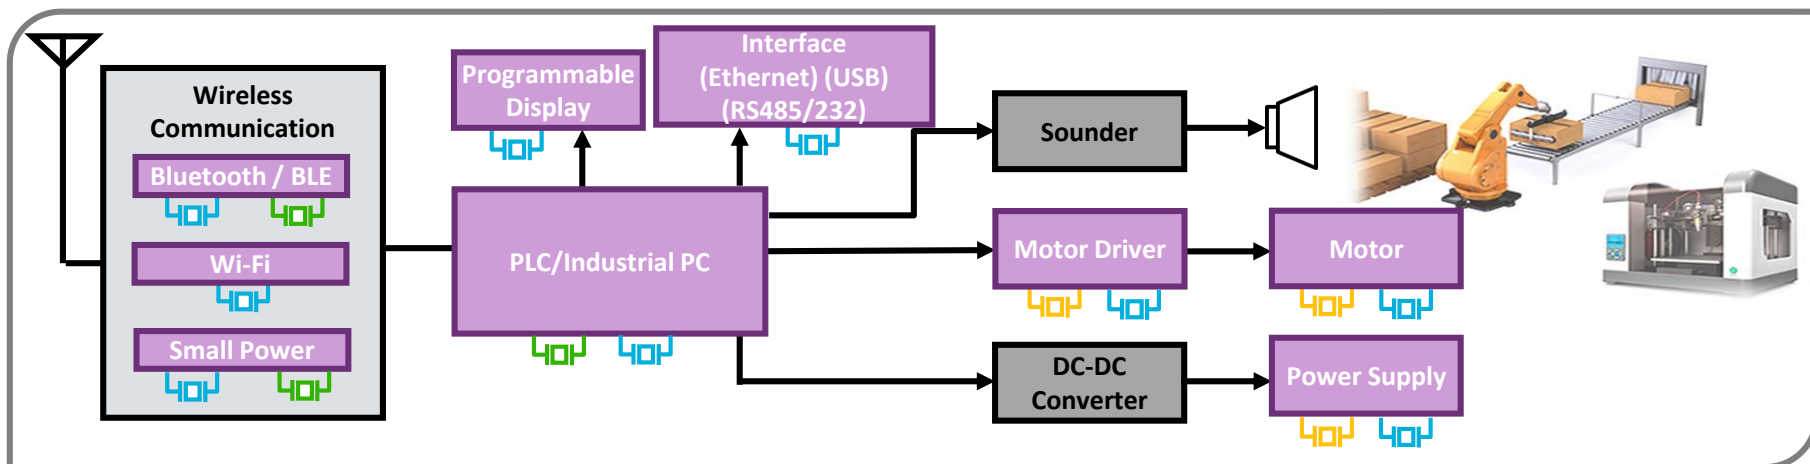 Wireless
Communication
Bluetooth / BLE
Wi-Fi
Small Power
Programmable
Display
Interface
(Ethernet) (USB)
(RS485/232)
PLC/Industrial PC
Sounder
Motor Driver
Motor
DC-DC
Converter
Power Supply